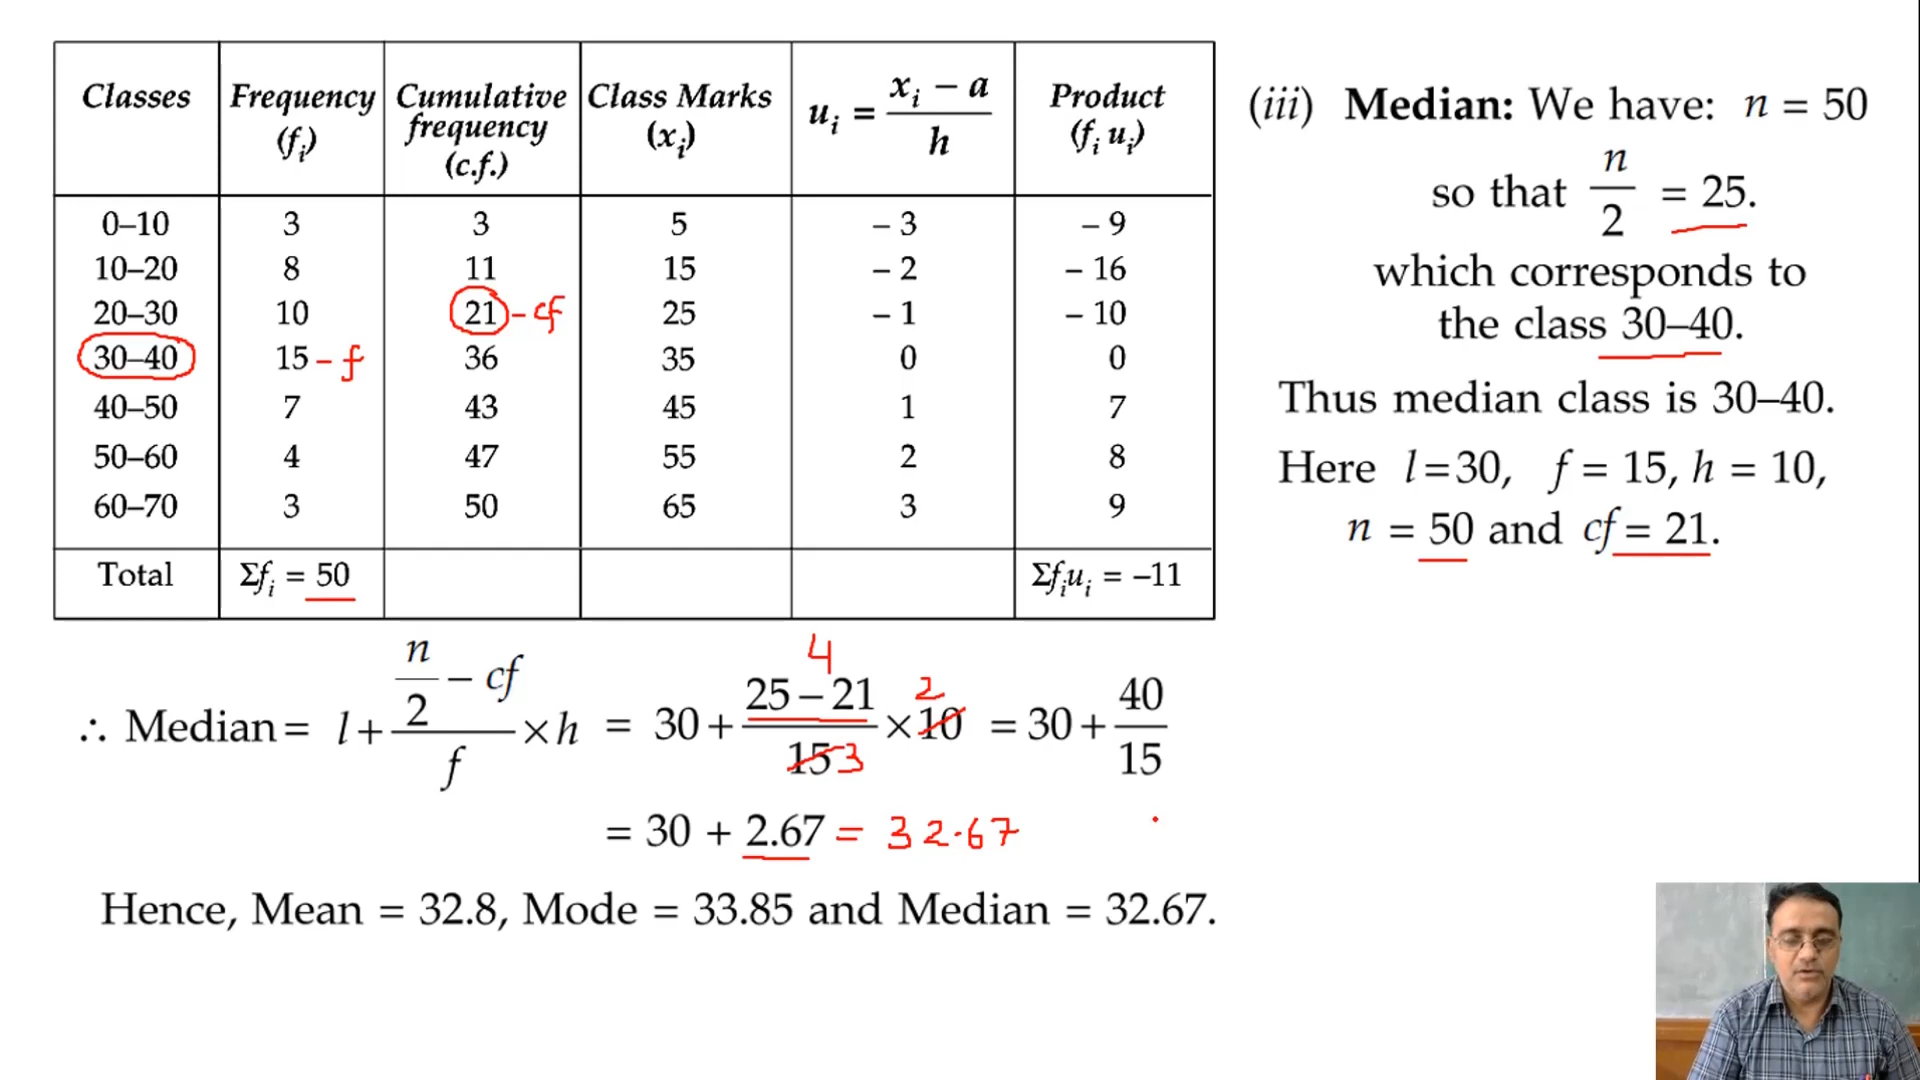 Classes | Frequency (fᵢ) | Cumulative frequency (c.f.) | Class Marks (xᵢ) | uᵢ = (xᵢ – a)/h | Product (fᵢ uᵢ)
0–10 | 3 | 3 | 5 | – 3 | – 9
10–20 | 8 | 11 | 15 | – 2 | – 16
20–30 | 10 | 21 – cf | 25 | – 1 | – 10
30–40 | 15 – f | 36 | 35 | 0 | 0
40–50 | 7 | 43 | 45 | 1 | 7
50–60 | 4 | 47 | 55 | 2 | 8
60–70 | 3 | 50 | 65 | 3 | 9
Total | Σfᵢ = 50 | | | | Σfᵢuᵢ = –11
(iii) Median: We have: n = 50
so that n/2 = 25.
which corresponds to
the class 30–40.
Thus median class is 30–40.
Here l = 30, f = 15, h = 10,
n = 50 and cf = 21.
4
2
∴ Median = l + (n/2 – cf)/f × h = 30 + (25 – 21)/15 × 10 = 30 + 40/15
3
= 30 + 2.67 = 32.67
Hence, Mean = 32.8, Mode = 33.85 and Median = 32.67.